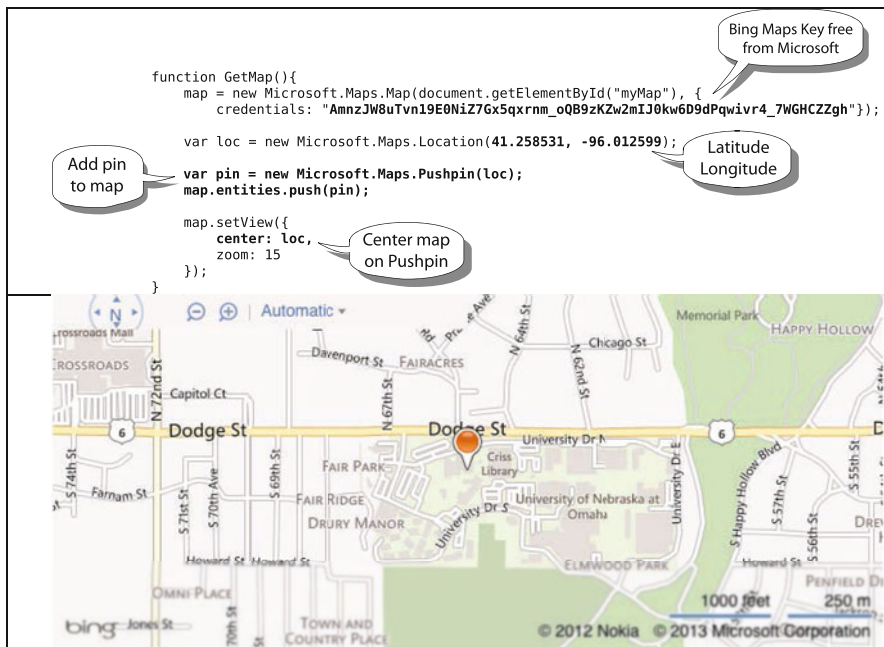 Bing Maps Key free
from Microsoft
function GetMap(){
map = new Microsoft.Maps.Map(document.getElementById("myMap"), {
credentials: "AmnzJW8uTvn19E0NiZ7Gx5qxrnm_oQB9zKZw2mIJ0kw6D9dPqwivr4_7WGHCZZgh"});
var loc = new Microsoft.Maps.Location(41.258531, -96.012599);
Latitude
Longitude
Add pin
to map
var pin = new Microsoft.Maps.Pushpin(loc);
map.entities.push(pin);
map.setView({
center: loc,
zoom: 15
});
Center map
on Pushpin
}
N
Automatic
Memorial Park
HAPPY HOLLOW
Crossroads Mall
CROSSROADS
N 72nd St
Davenport St
FAIRACRES
Rd
N 64th St
Chicago St
N 62nd St
Capitol Ct
N 67th St
6
Dodge St
Dodge St
University Dr N
6
S 74th St
Farnam St
S 71st St
S 70th Ave
S 69th St
FAIR PARK
Criss
Library
FAIR RIDGE
DRURY MANOR
University Dr S
University of Nebraska at
Omaha
University Dr E
S Happy Hollow Blvd
S 57th St
S 56th St
S 55th St
Howard St
Howard St
ELMWOOD PARK
Howard St
OMNI PLACE
PENFIELD
1000 feet
250 m
bing
Jones St
70th St
TOWN AND
COUNTRY PLACE
© 2012 Nokia
© 2013 Microsoft Corporation